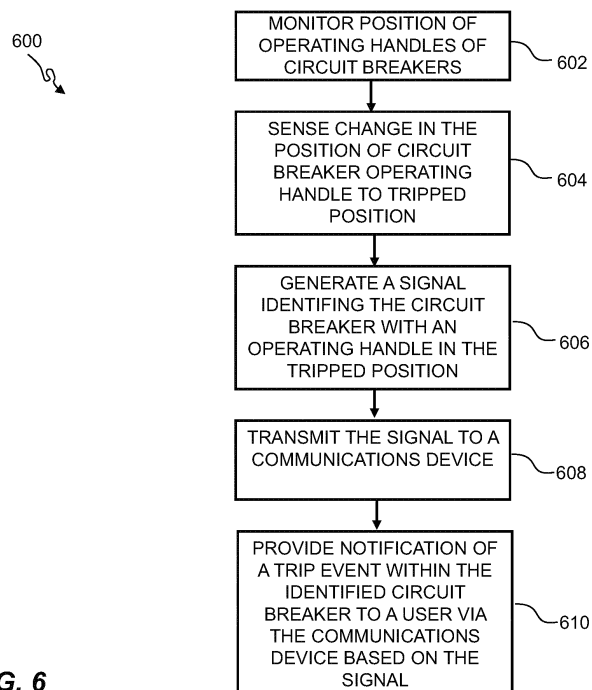 600
MONITOR POSITION OF
OPERATING HANDLES OF
CIRCUIT BREAKERS
602
SENSE CHANGE IN THE
POSITION OF CIRCUIT
BREAKER OPERATING
HANDLE TO TRIPPED
POSITION
604
GENERATE A SIGNAL
IDENTIFING THE CIRCUIT
BREAKER WITH AN
OPERATING HANDLE IN THE
TRIPPED POSITION
606
TRANSMIT THE SIGNAL TO A
COMMUNICATIONS DEVICE
608
PROVIDE NOTIFICATION OF
A TRIP EVENT WITHIN THE
IDENTIFIED CIRCUIT
BREAKER TO A USER VIA
THE COMMUNICATIONS
DEVICE BASED ON THE
SIGNAL
610
G. 6